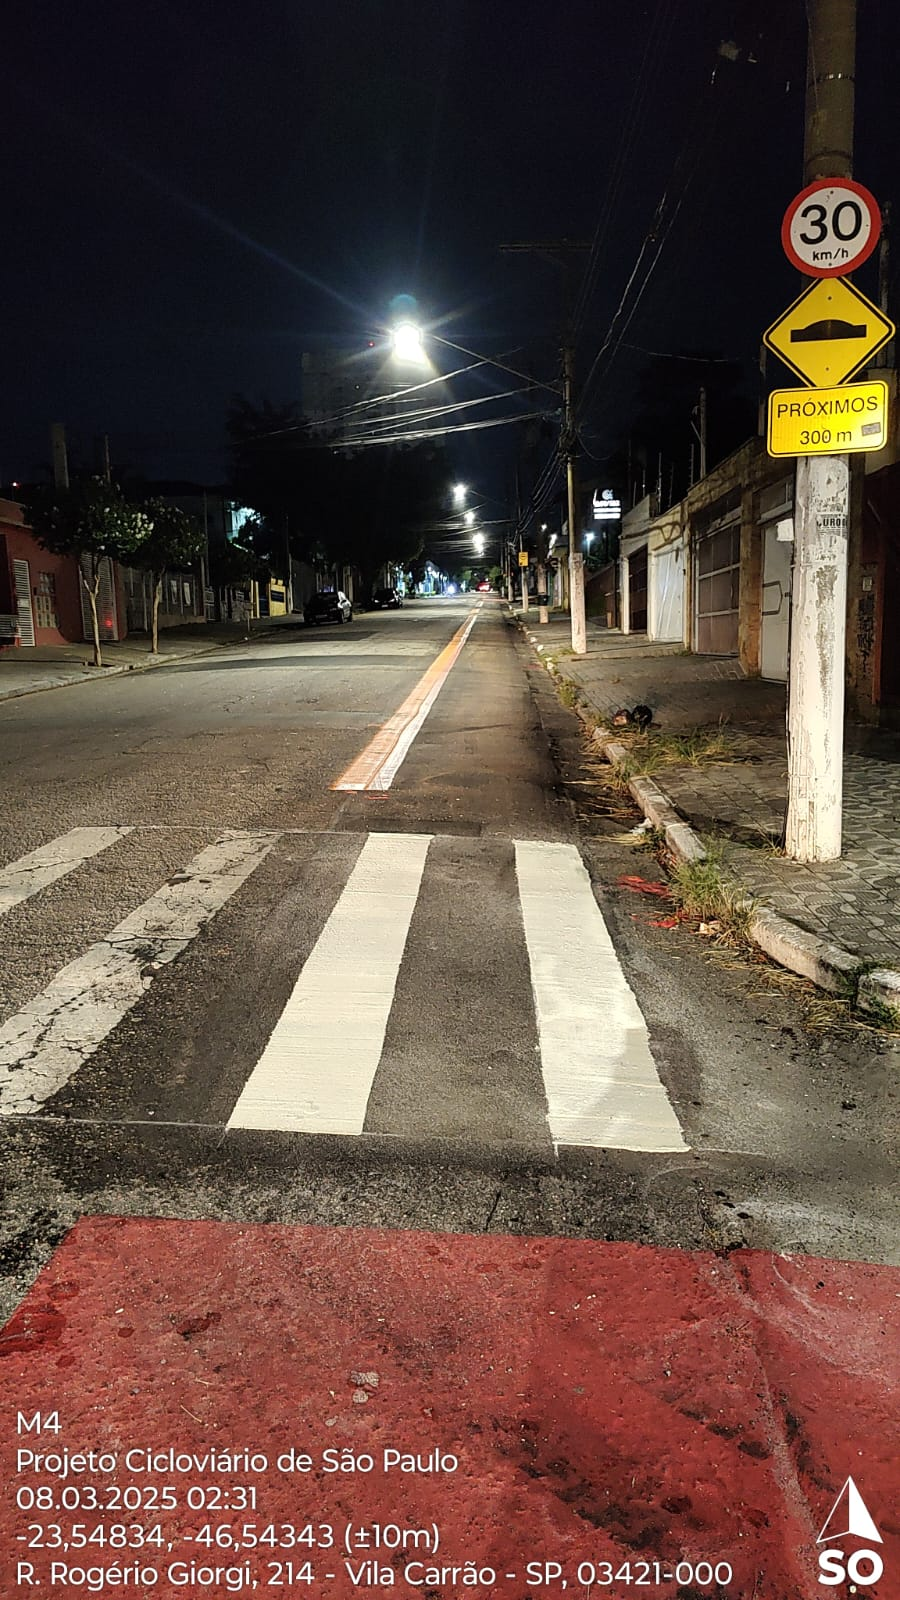 30
km/h
PRÓXIMOS
300 m
M4
Projeto Cicloviário de São Paulo
08.03.2025 02:31
-23,54834, -46,54343 (±10m)
R. Rogério Giorgi, 214 - Vila Carrão - SP, 03421-000
SO